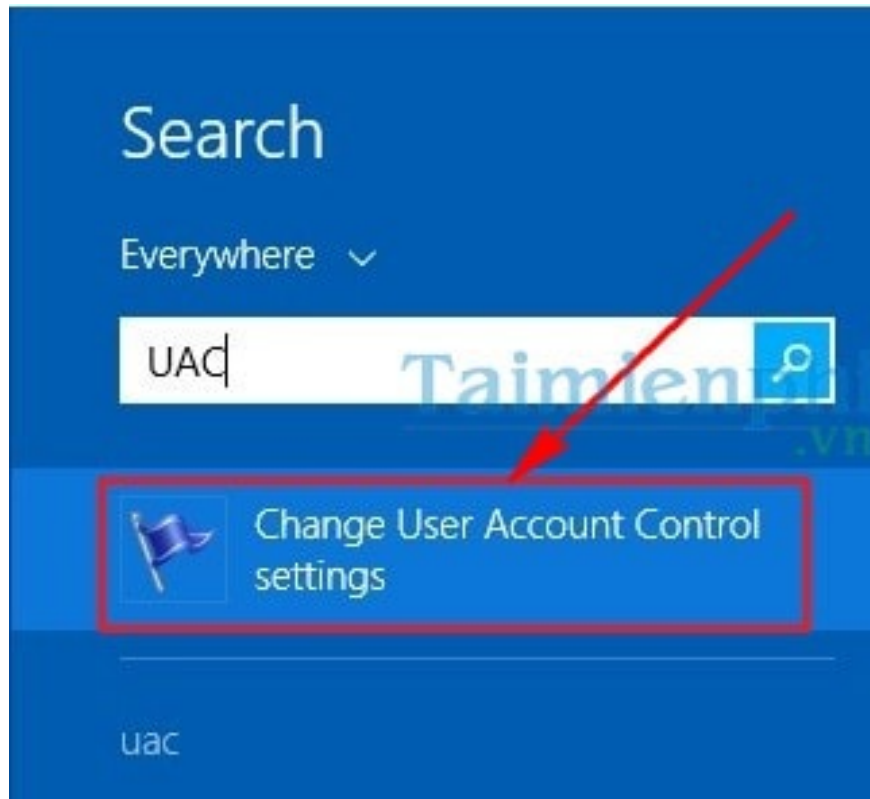 Search
Everywhere
UAC
Taimienphi
.vn
Change User Account Control
settings
uac